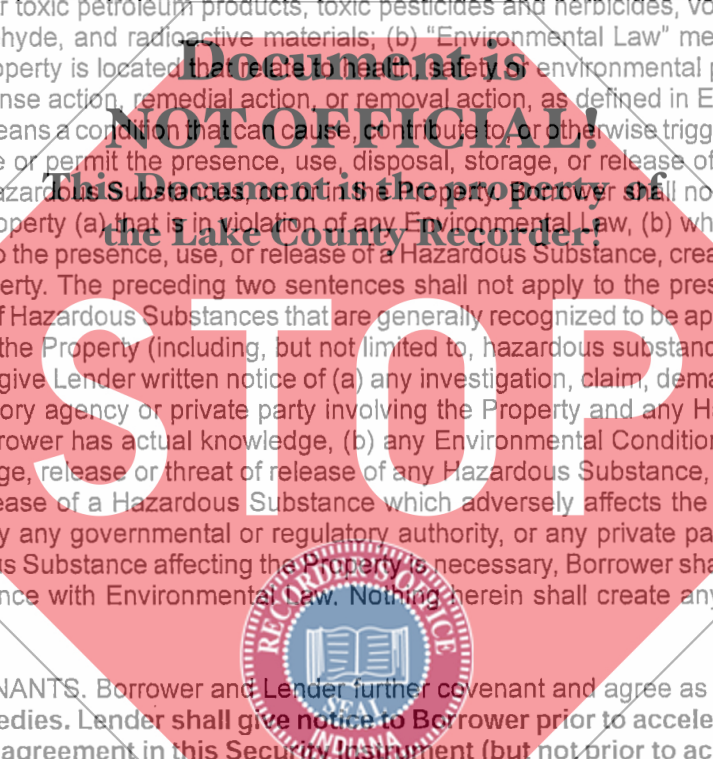 r toxic petroleum products, toxic pesticides and herbicides, vo
hyde, and radioactive materials; (b) “Environmental Law” me
Document is
operty is located that relate to health, safety or environmental p
nse action, remedial action, or removal action, as defined in E
NOT OFFICIAL!
eans a condition that can cause, contribute to, or otherwise trigg
e or permit the presence, use, disposal, storage, or release of
This Document is the property of
azardous Substances, on or in the Property. Borrower shall no
operty (a) that is in violation of any Environmental Law, (b) wh
the Lake County Recorder!
o the presence, use, or release of a Hazardous Substance, crea
erty. The preceding two sentences shall not apply to the pres
f Hazardous Substances that are generally recognized to be ap
the Property (including, but not limited to, hazardous substanc
give Lender written notice of (a) any investigation, claim, dema
STOP
ory agency or private party involving the Property and any Ha
rrower has actual knowledge, (b) any Environmental Condition
ge, release or threat of release of any Hazardous Substance,
ease of a Hazardous Substance which adversely affects the
y any governmental or regulatory authority, or any private pa
us Substance affecting the Property is necessary, Borrower sha
nce with Environmental Law. Nothing herein shall create any
RECORDER'S OFFICE
SEAL
INDIANA
NANTS. Borrower and Lender further covenant and agree as
edies. Lender shall give notice to Borrower prior to accele
agreement in this Security Instrument (but not prior to ac